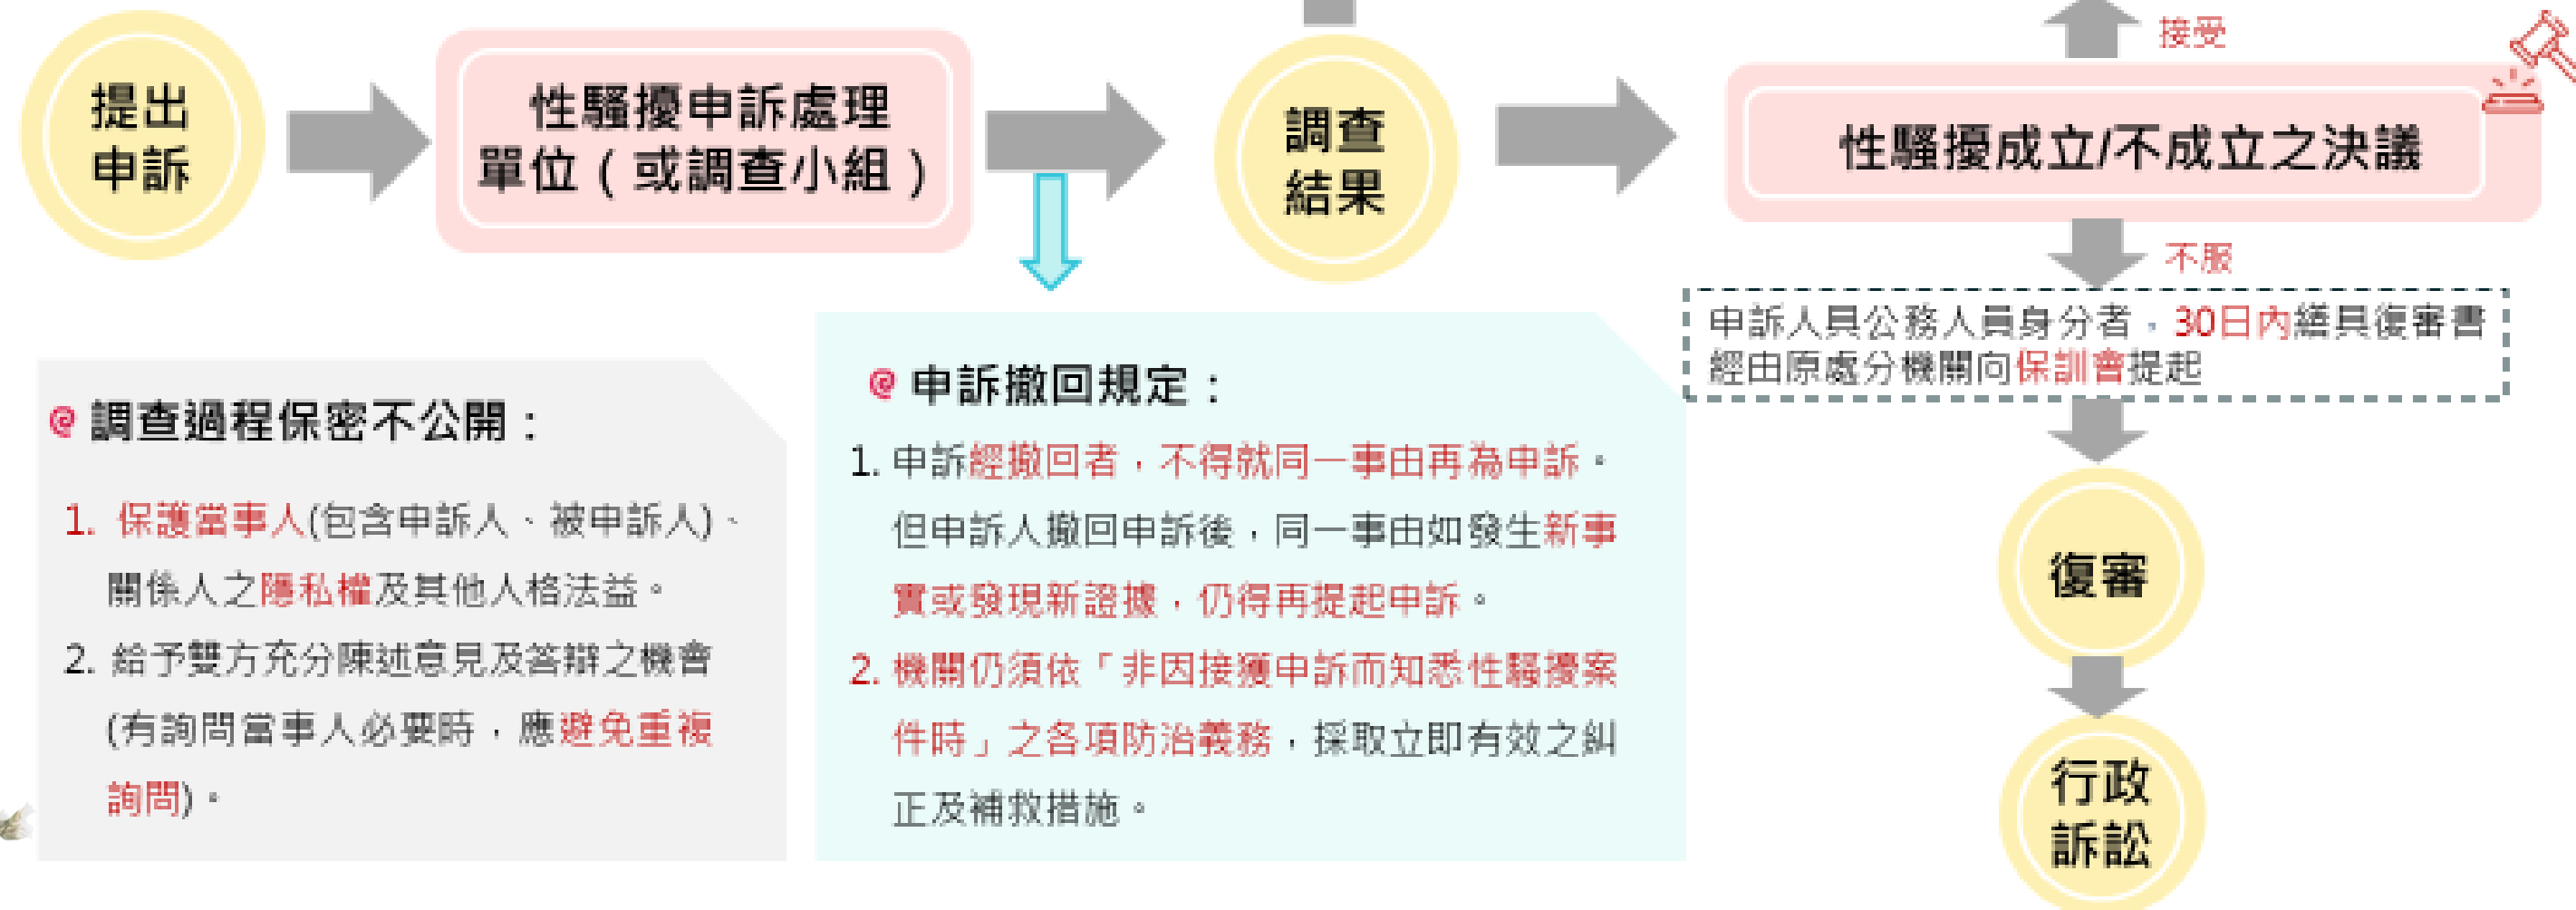 提出
申訴
性騷擾申訴處理
單位（或調查小組）
調查
結果
接受
性騷擾成立/不成立之決議
不服
申訴人具公務人員身分者，30日內繕具復審書
經由原處分機關向保訓會提起
復審
行政
訴訟
@ 調查過程保密不公開：
1. 保護當事人(包含申訴人、被申訴人)、
關係人之隱私權及其他人格法益。
2. 給予雙方充分陳述意見及答辯之機會
(有詢問當事人必要時，應避免重複
詢問)。
@ 申訴撤回規定：
1. 申訴經撤回者，不得就同一事由再為申訴。
但申訴人撤回申訴後，同一事由如發生新事
實或發現新證據，仍得再提起申訴。
2. 機關仍須依「非因接獲申訴而知悉性騷擾案
件時」之各項防治義務，採取立即有效之糾
正及補救措施。